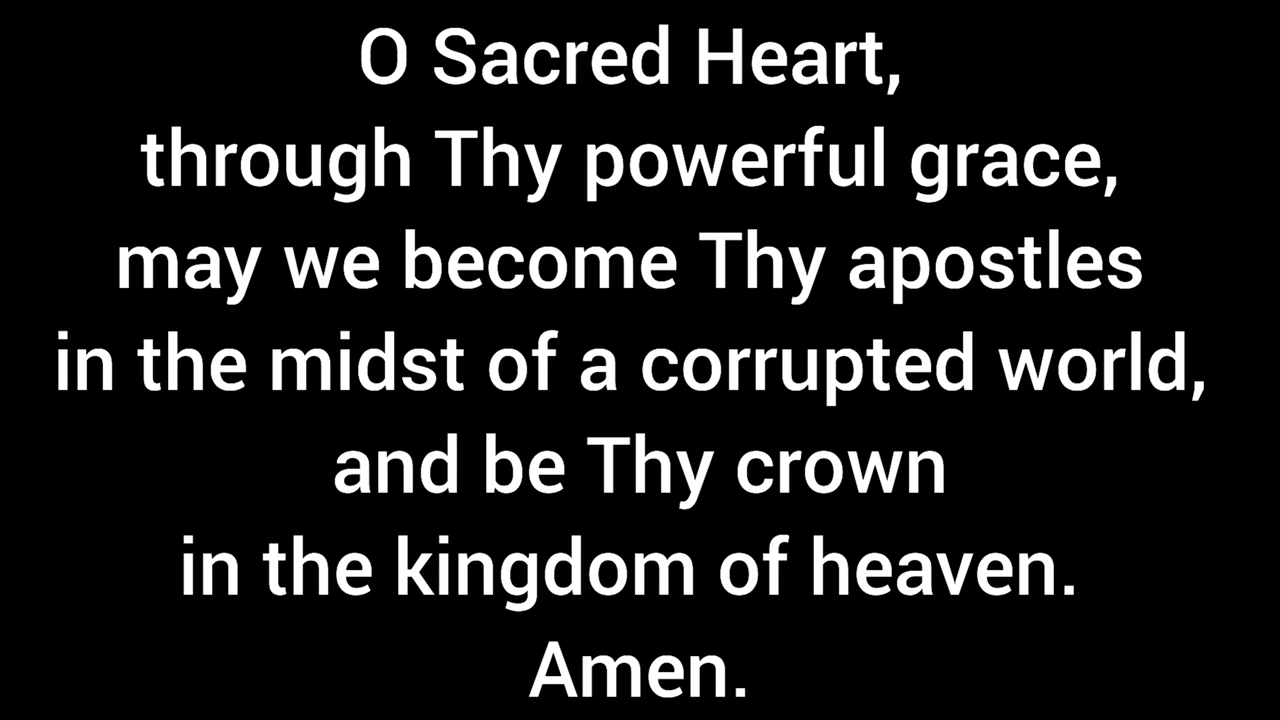 O Sacred Heart,
through Thy powerful grace,
may we become Thy apostles
in the midst of a corrupted world,
and be Thy crown
in the kingdom of heaven.
Amen.